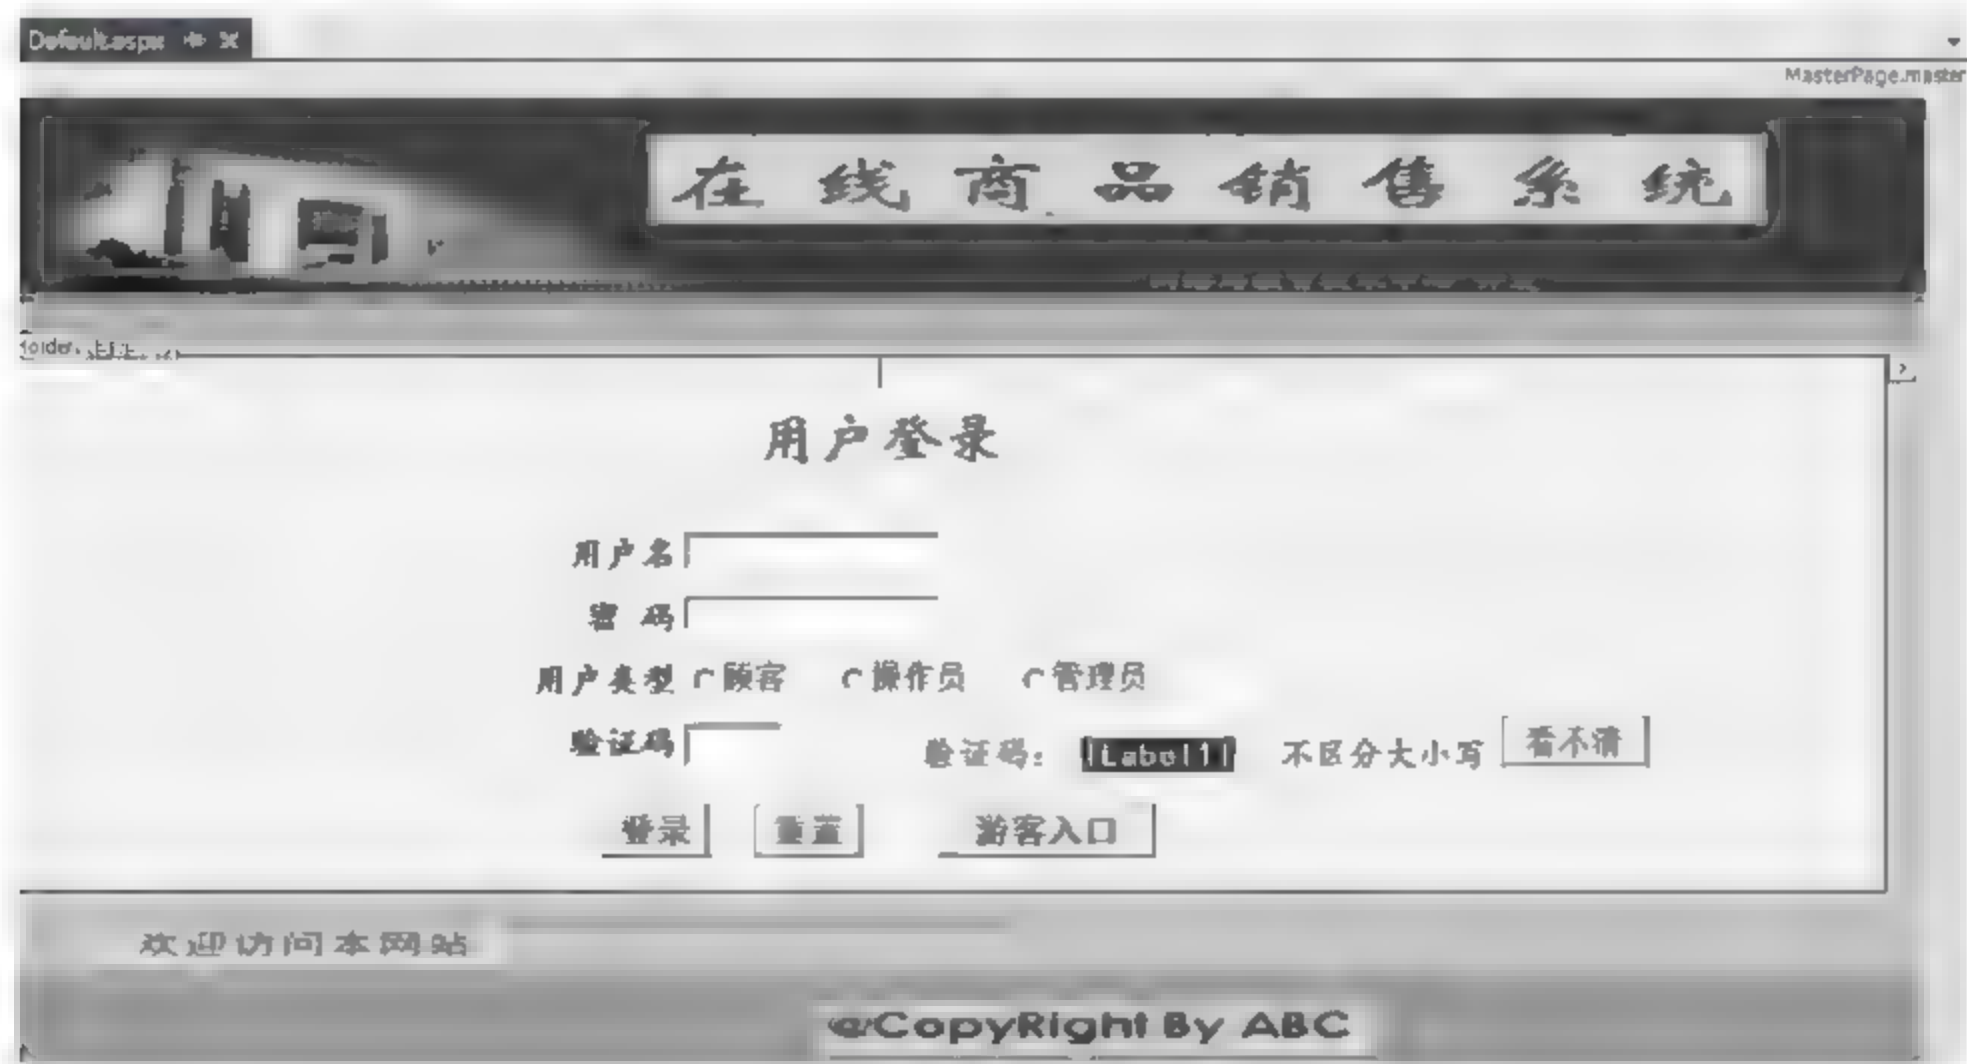 Default.aspx
MasterPage.master
在线商品销售系统
用户登录
用户名
密 码
用户类型 顾客 操作员 管理员
验证码 验证码: [Label1] 不区分大小写 看不清
登录 重置 游客入口
欢迎访问本网站
@CopyRight By ABC